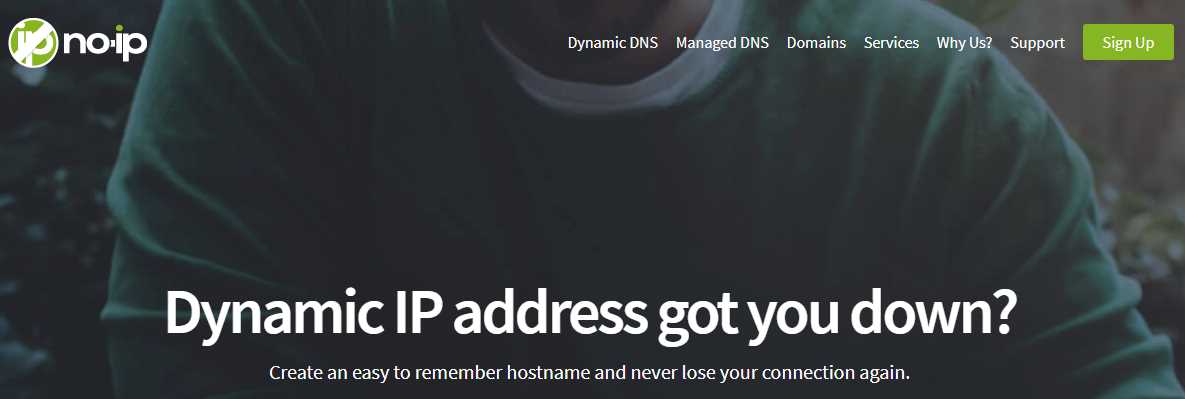 no-ip
Dynamic DNS Managed DNS Domains Services Why Us? Support Sign Up
Dynamic IP address got you down?
Create an easy to remember hostname and never lose your connection again.